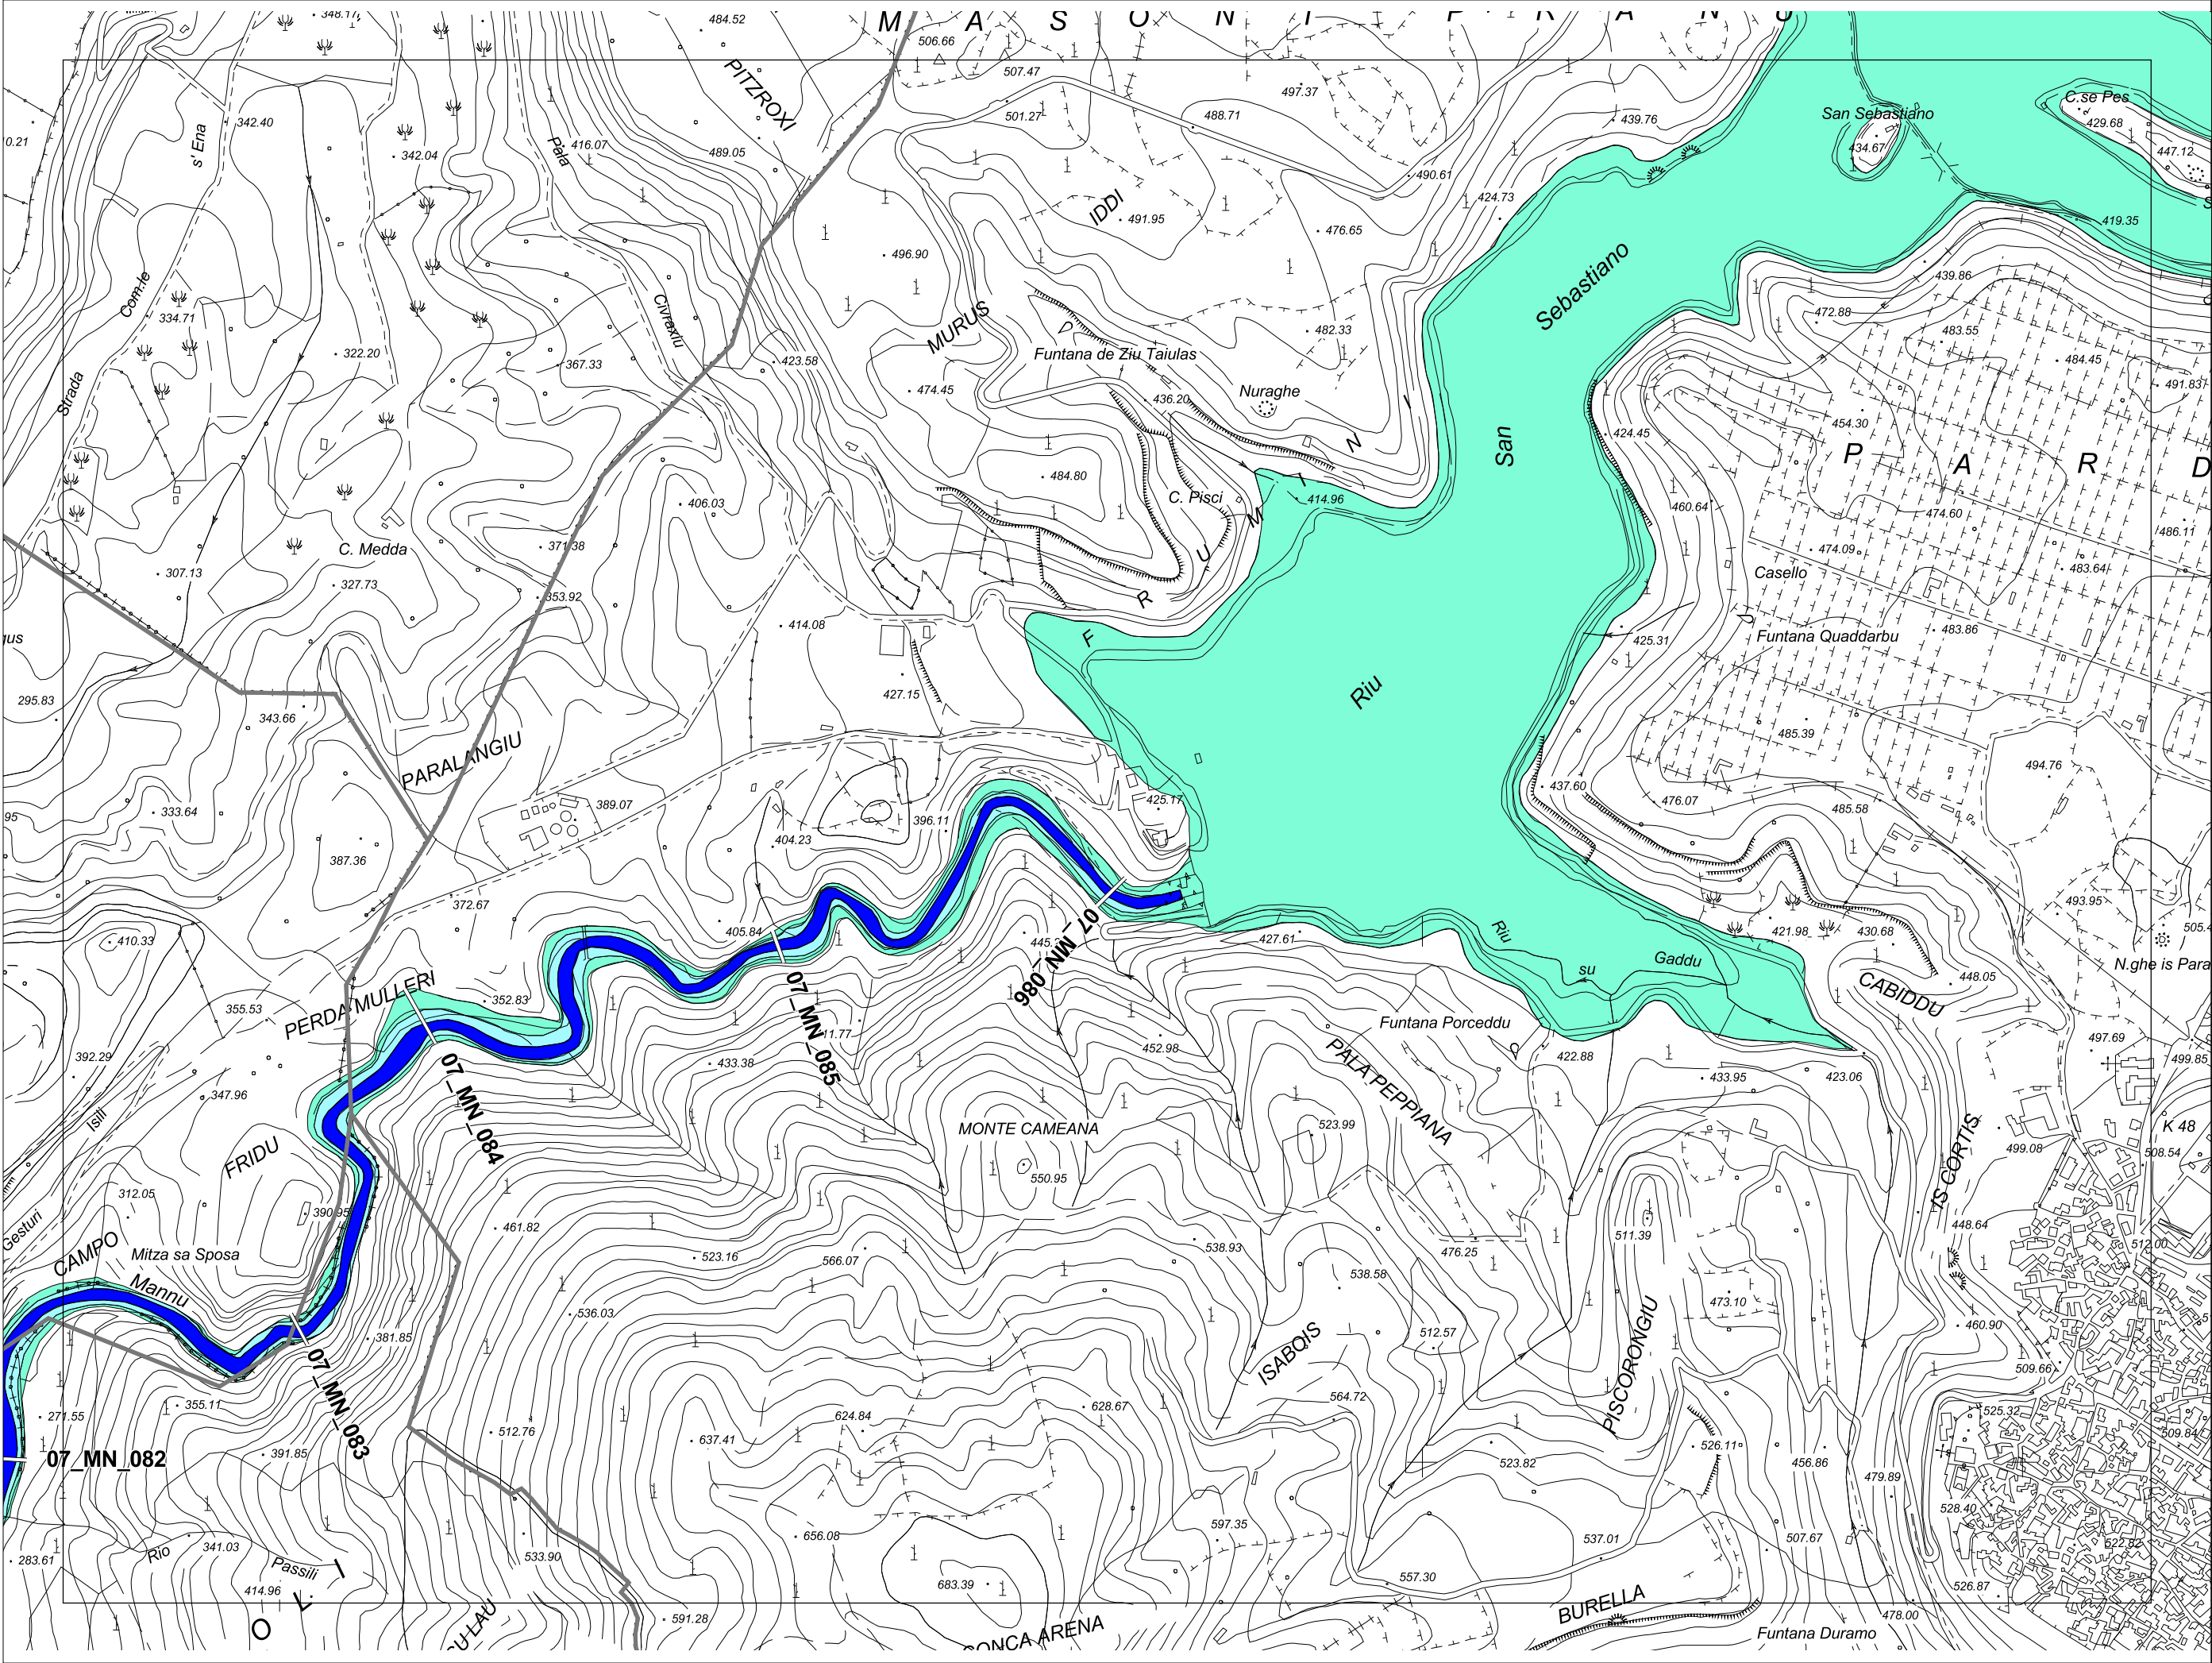 M A S O N I P R A N U
348.17
484.52
506.66
507.47
PITZROXI
342.40
s' Ena
342.04
Pala
416.07
489.05
501.27
488.71
497.37
439.76
490.61
424.73
San Sebastiano
434.67
C.se Pes
429.68
447.12
419.35
IDDI
491.95
476.65
496.90
Com.le
334.71
322.20
Strada
Civraxiu
367.33
423.58
MURUS
474.45
Funtana de Ziu Taiulas
436.20
Nuraghe
482.33
Sebastiano
San
Riu
439.86
472.88
483.55
484.45
491.83
454.30
424.45
P A R D
484.80
C. Pisci
414.96
F R U M I N I
406.03
371.38
C. Medda
307.13
327.73
353.92
414.08
427.15
460.64
474.60
474.09
486.11
483.64
Casello
425.31
Funtana Quaddarbu
483.86
295.83
343.66
PARALANGIU
389.07
333.64
387.36
372.67
404.23
396.11
425.17
485.39
494.76
437.60
476.07
485.58
493.95
410.33
405.84
07_MN_086
427.61
Riu
su
Gaddu
421.98
430.68
448.05
CABIDDU
N.ghe is Para
PERDA MULLERI
355.53
352.83
07_MN_085
392.29
347.96
433.38
452.98
Funtana Porceddu
422.88
PALA PEPPIANA
433.95
423.06
497.69
499.85
07_MN_084
Isili
FRIDU
MONTE CAMEANA
523.99
550.95
IS CORTIS
499.08
K 48
508.54
312.05
390.95
Gesturi
CAMPO
Mitza sa Sposa
Mannu
461.82
523.16
566.07
538.93
476.25
538.58
511.39
448.64
512.00
473.10
536.03
381.85
512.57
460.90
ISABOIS
PISCORONGIU
509.66
07_MN_083
271.55
355.11
391.85
07_MN_082
512.76
637.41
624.84
628.67
564.72
523.82
526.11
456.86
479.89
525.32
509.84
528.40
656.08
597.35
537.01
507.67
522.82
283.61
Rio
Passili
341.03
414.96
533.90
683.39
557.30
526.87
478.00
591.28
O L I
CONCA ARENA
BURELLA
Funtana Duramo